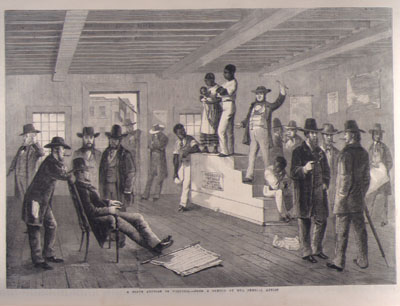 A SLAVE AUCTION IN VIRGINIA.—FROM A SKETCH BY OUR SPECIAL ARTIST